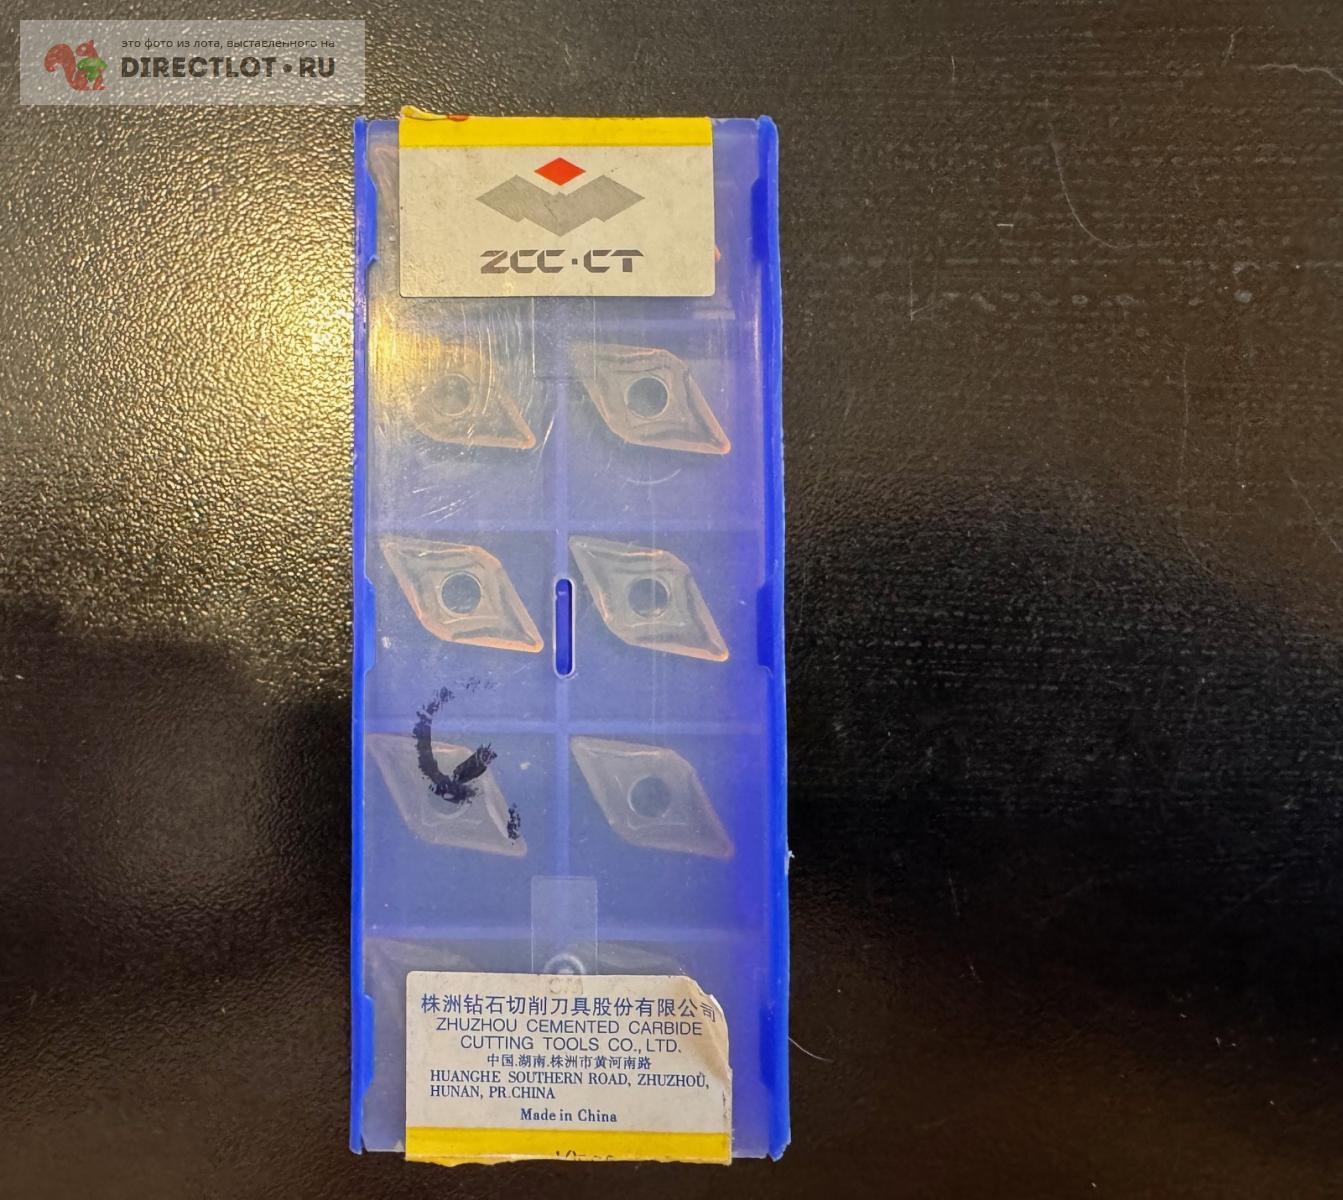 это фото из лота, выставленного на
DIRECTLOT.RU
ZCC·CT
株洲钻石切削刀具股份有限公司
ZHUZHOU CEMENTED CARBIDE
CUTTING TOOLS CO., LTD.
中国.湖南.株洲市黄河南路
HUANGHE SOUTHERN ROAD, ZHUZHOU,
HUNAN, PR.CHINA
Made in China